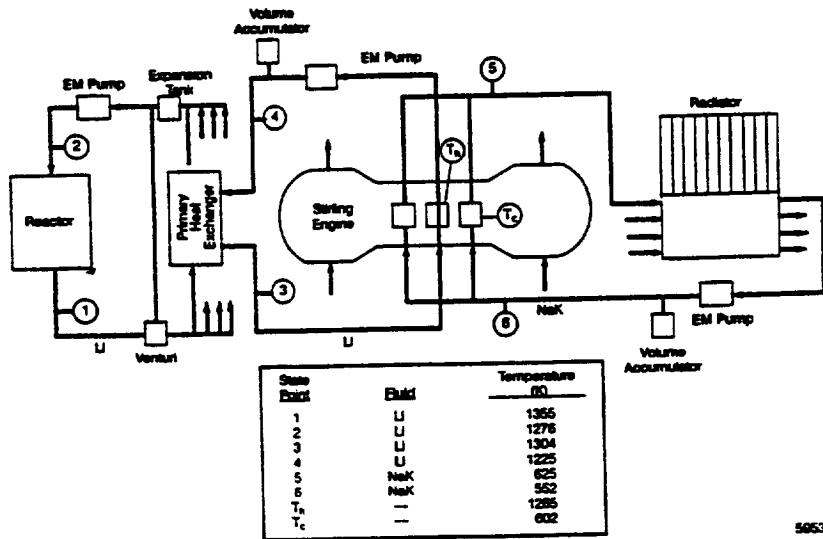 Volume
Accumulator
EM Pump
Expansion
Tank
EM Pump
5
Radiator
2
4
Th
Reactor
Primary
Heat
Exchanger
Stirling
Engine
Tc
1
3
6
NaK
EM Pump
Li
Venturi
Li
Volume
Accumulator
State Point Fluid Temperature (K)
1 Li 1355
2 Li 1276
3 Li 1304
4 Li 1225
5 NaK 625
6 NaK 552
Th — 1265
Tc — 602
5953